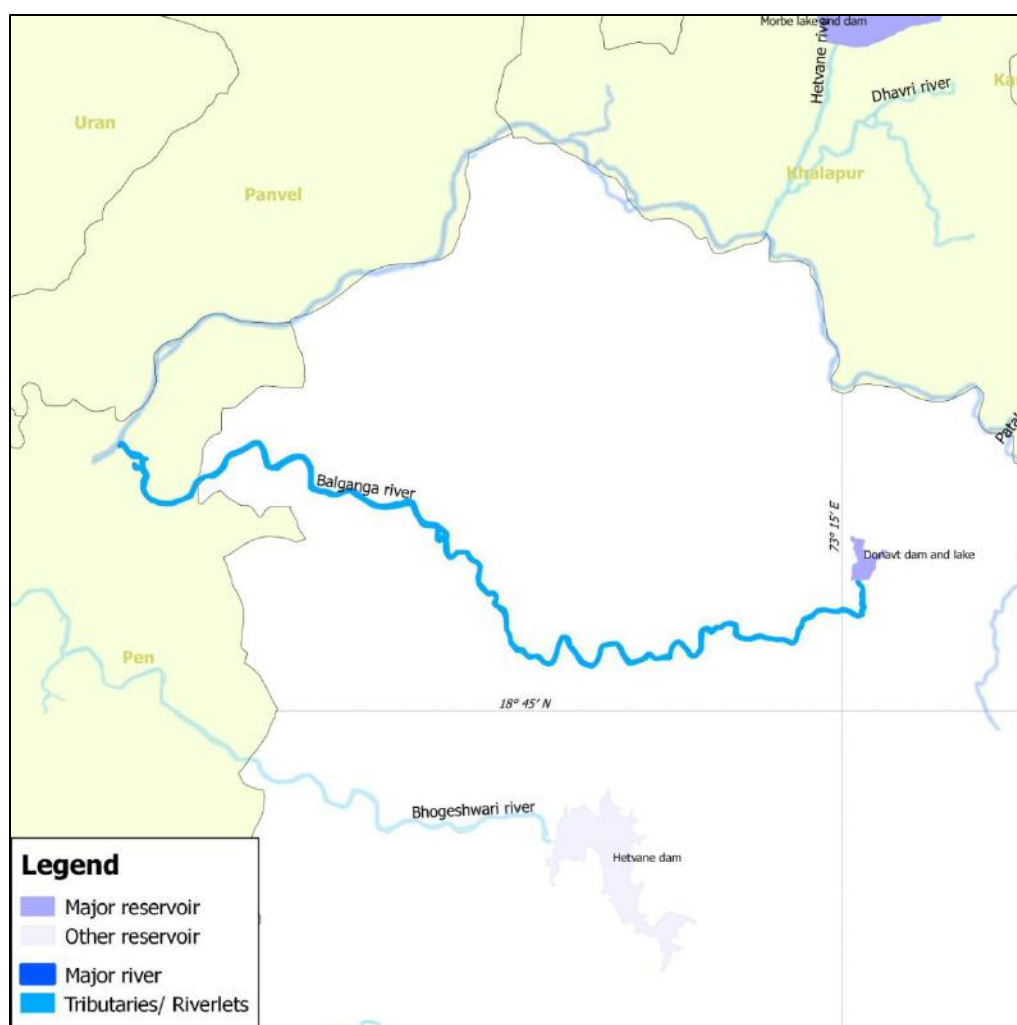 Morbe lake and dam
Hetvane river
Dhavri river
Uran
Khalapur
Panvel
Balganga river
73° 15' E
Donavt dam and lake
Pen
18° 45' N
Bhogeshwari river
Hetvane dam
Legend
Major reservoir
Other reservoir
Major river
Tributaries/ Riverlets